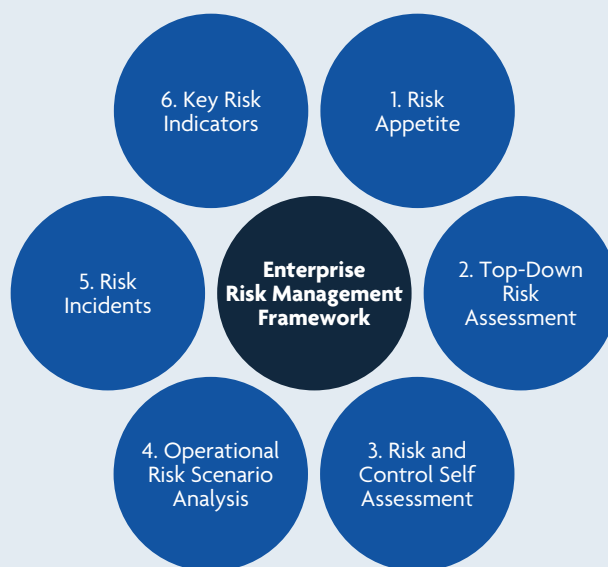 6. Key Risk
Indicators
1. Risk
Appetite
5. Risk
Incidents
Enterprise
Risk Management
Framework
2. Top-Down
Risk
Assessment
4. Operational
Risk Scenario
Analysis
3. Risk and
Control Self
Assessment